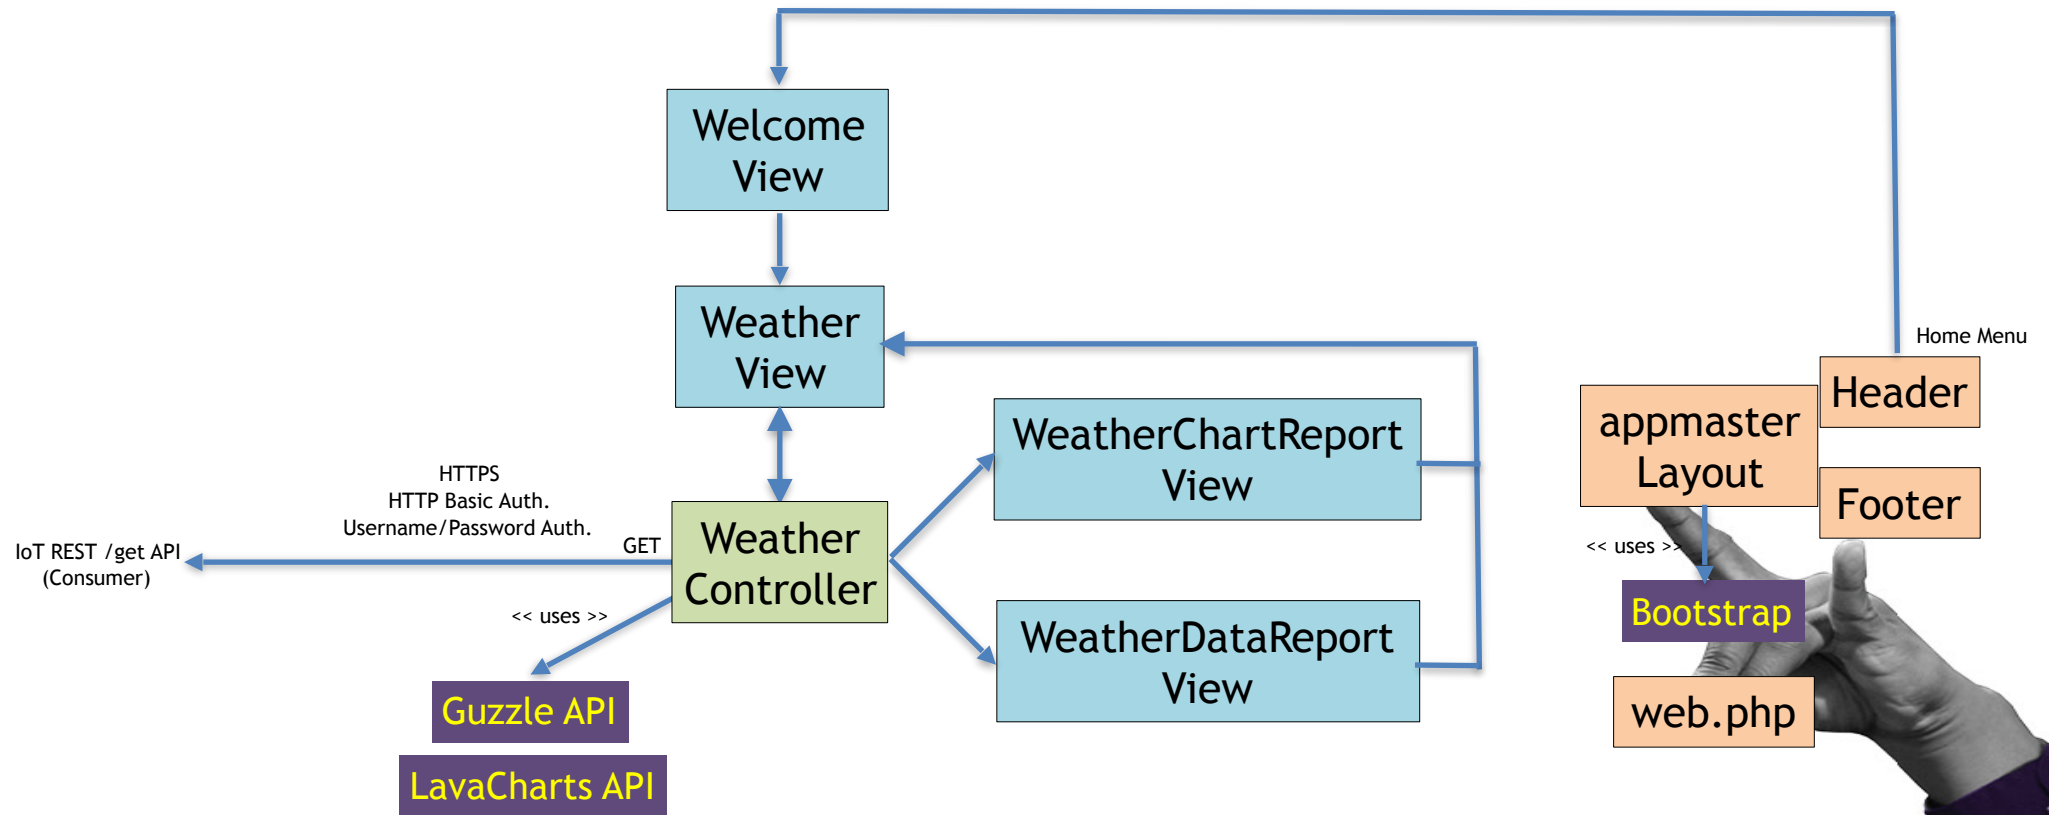 Welcome
View
Weather
View
Home Menu
Header
appmaster
Layout
Footer
WeatherChartReport
View
HTTPS
HTTP Basic Auth.
Username/Password Auth.
GET
IoT REST /get API
(Consumer)
Weather
Controller
<< uses >>
<< uses >>
Bootstrap
WeatherDataReport
View
Guzzle API
web.php
LavaCharts API